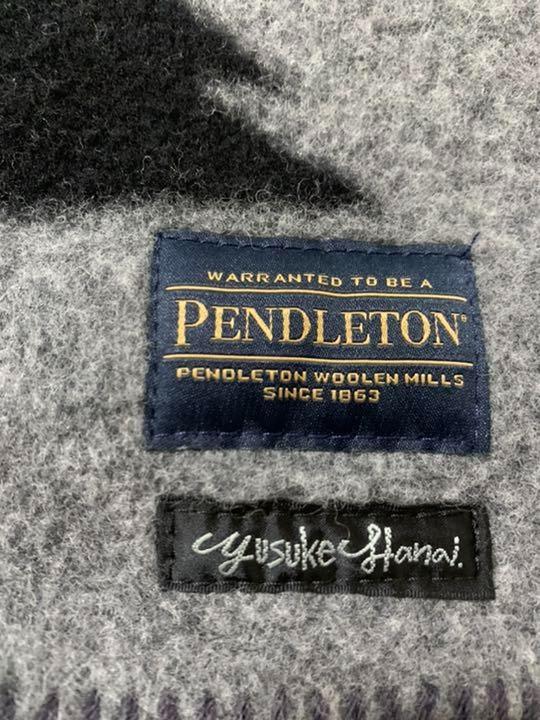 WARRANTED TO BE A
PENDLETON®
PENDLETON WOOLEN MILLS
SINCE 1863
Yusuke Hanai.